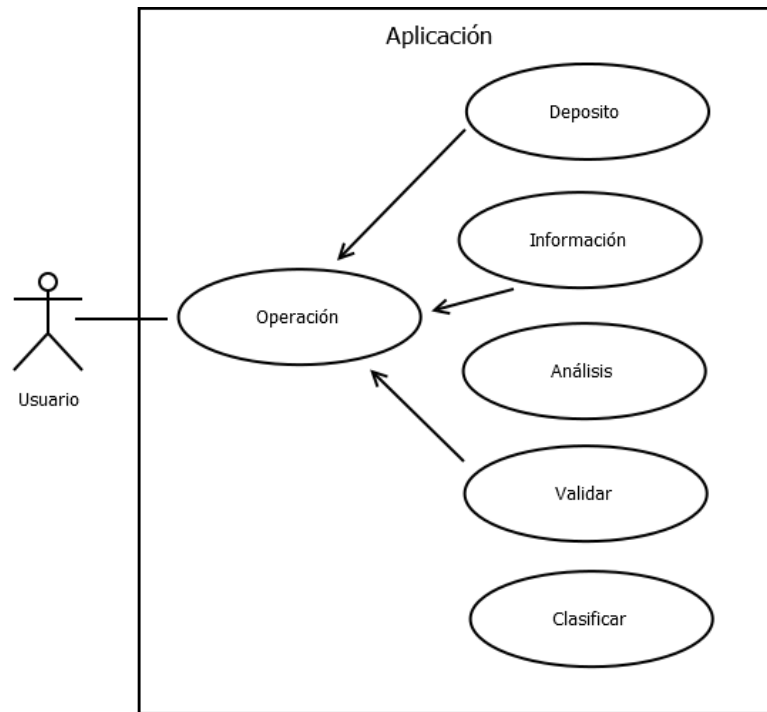 Aplicación
Deposito
Información
Operación
Análisis
Usuario
Validar
Clasificar